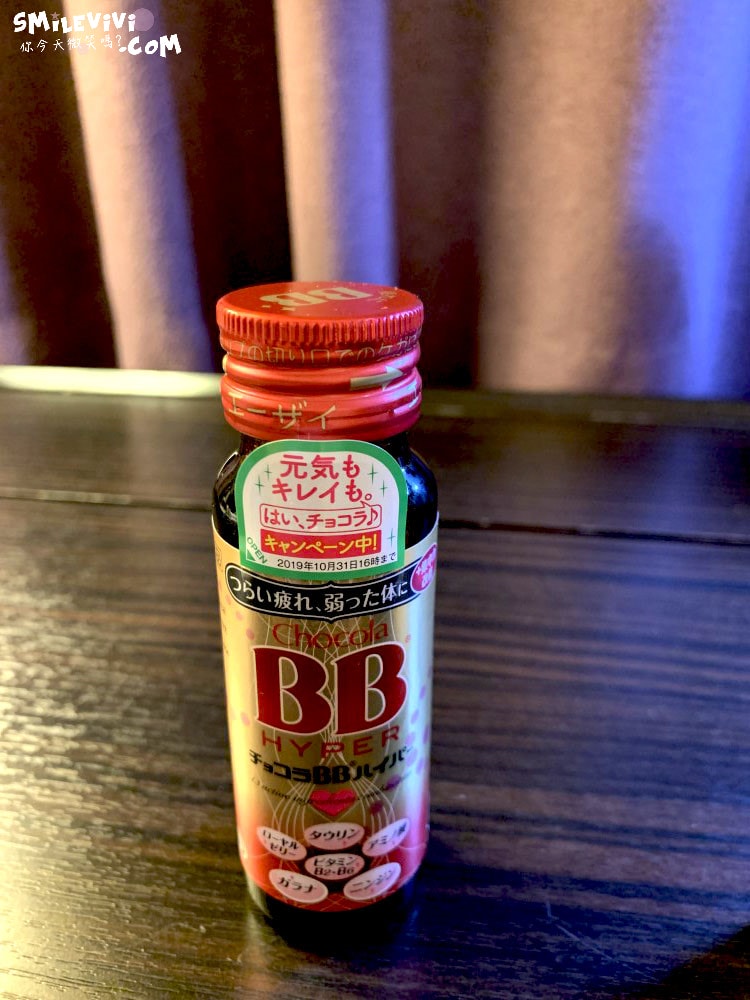 SMiLEViVi
你今天微笑嗎?.COM
BB
エーザイ
元気も
キレイも。
はい、チョコラ♪
キャンペーン中!
OPEN
2019年10月31日16時まで
つらい疲れ、弱った体に
Chocola
BB
HYPER
チョコラBB®ハイパー
ローヤル
ゼリー
タウリン
アミノ酸
ビタミン
B2・B6
ガラナ
ニンジン